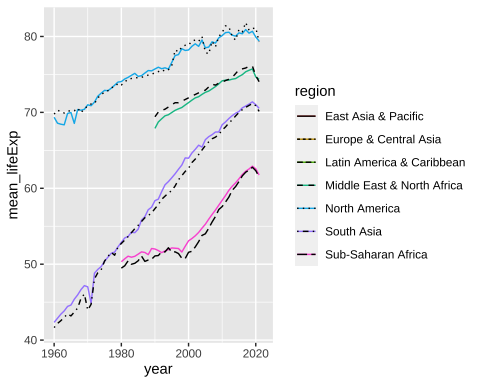 mean_lifeExp
80
70
60
50
40
1960
1980
2000
2020
year
region
East Asia & Pacific
Europe & Central Asia
Latin America & Caribbean
Middle East & North Africa
North America
South Asia
Sub-Saharan Africa